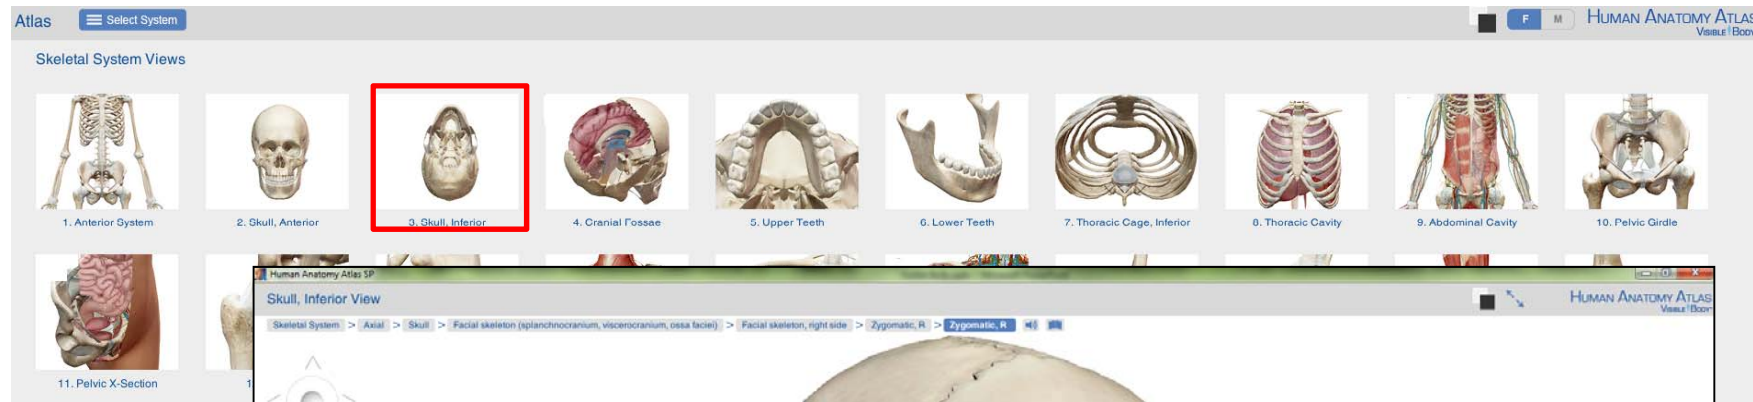 Atlas
Select System
F M
HUMAN ANATOMY ATLAS
VISIBLE BODY
Skeletal System Views
1. Anterior System
2. Skull, Anterior
3. Skull, Inferior
4. Cranial Fossae
5. Upper Teeth
6. Lower Teeth
7. Thoracic Cage, Inferior
8. Thoracic Cavity
9. Abdominal Cavity
10. Pelvic Girdle
11. Pelvic X-Section
1
Human Anatomy Atlas SP
Skull, Inferior View
HUMAN ANATOMY ATLAS
VISIBLE BODY
Skeletal System > Axial > Skull > Facial skeleton (splanchnocranium, viscerocranium, ossa faciei) > Facial skeleton, right side > Zygomatic, R > Zygomatic, R